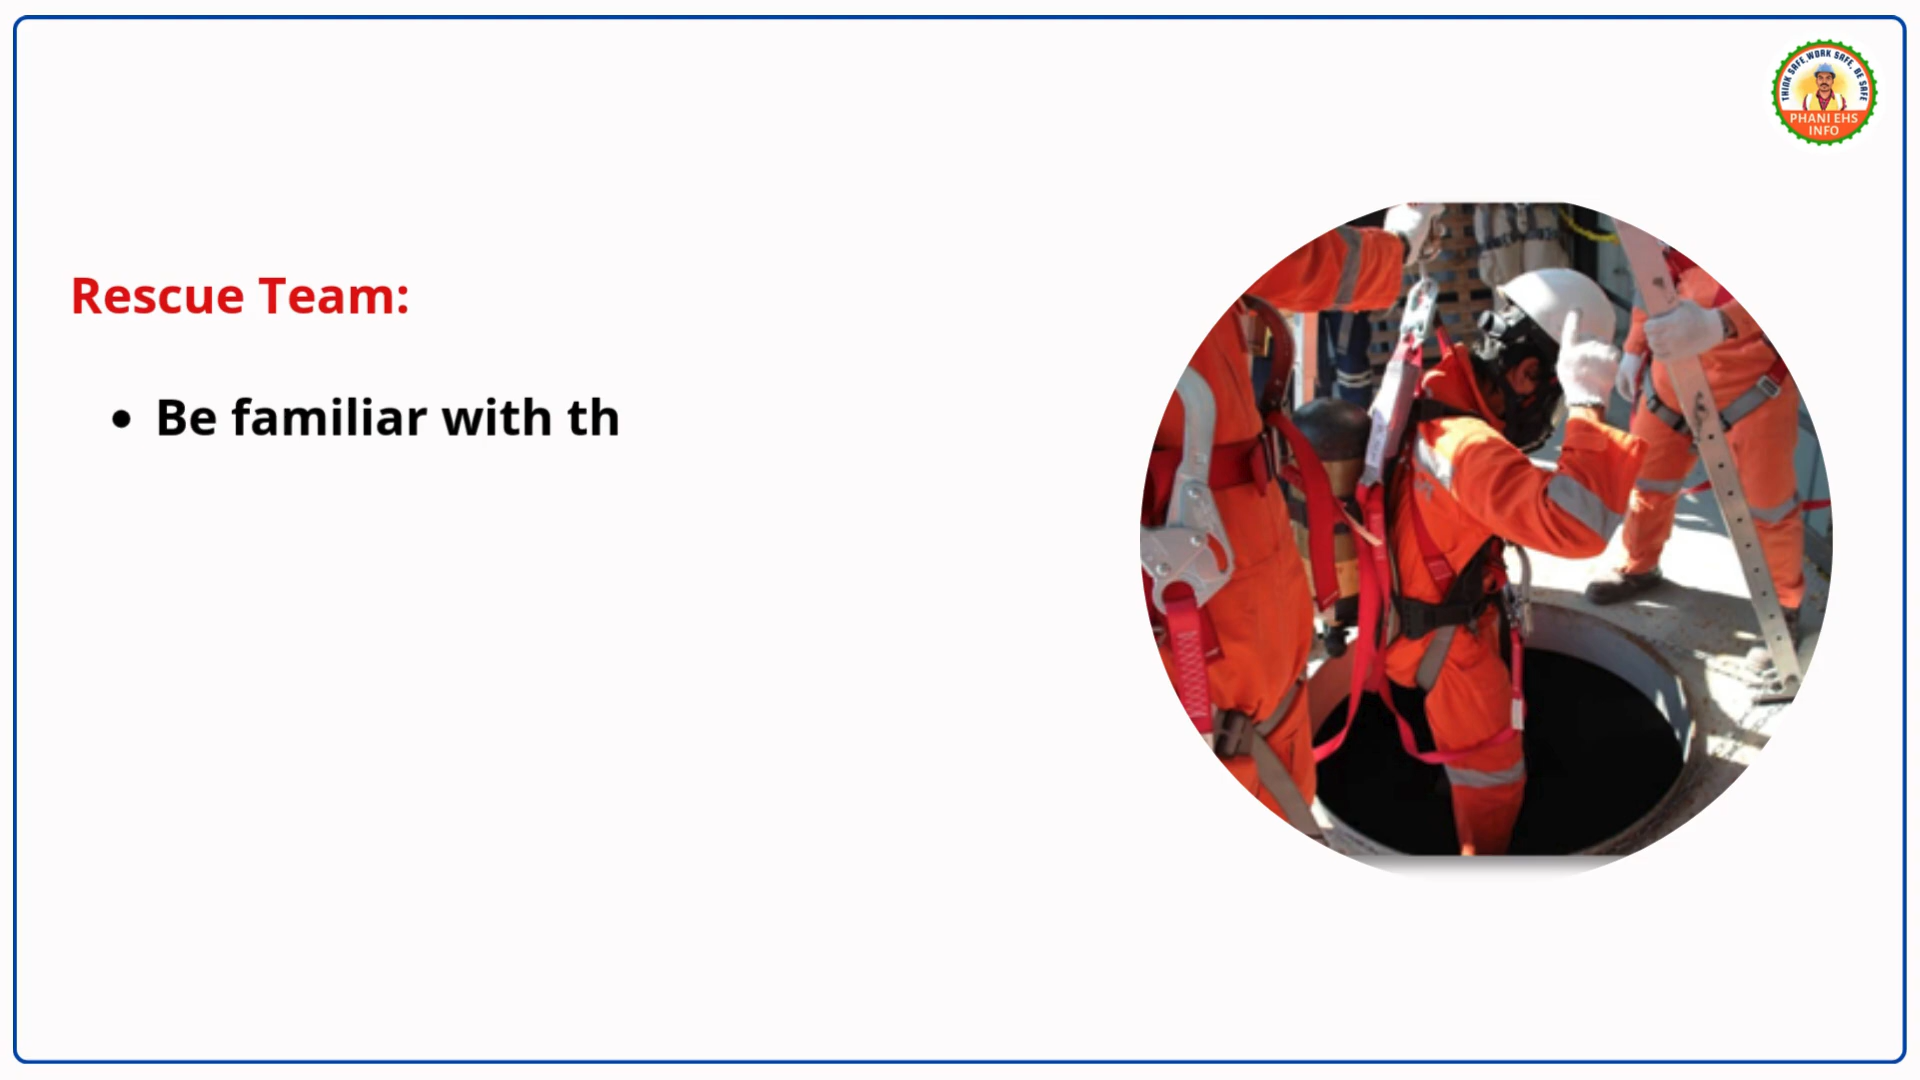 THINK SAFE, WORK SAFE, BE SAFE
PHANI EHS
INFO
Rescue Team:
• Be familiar with th